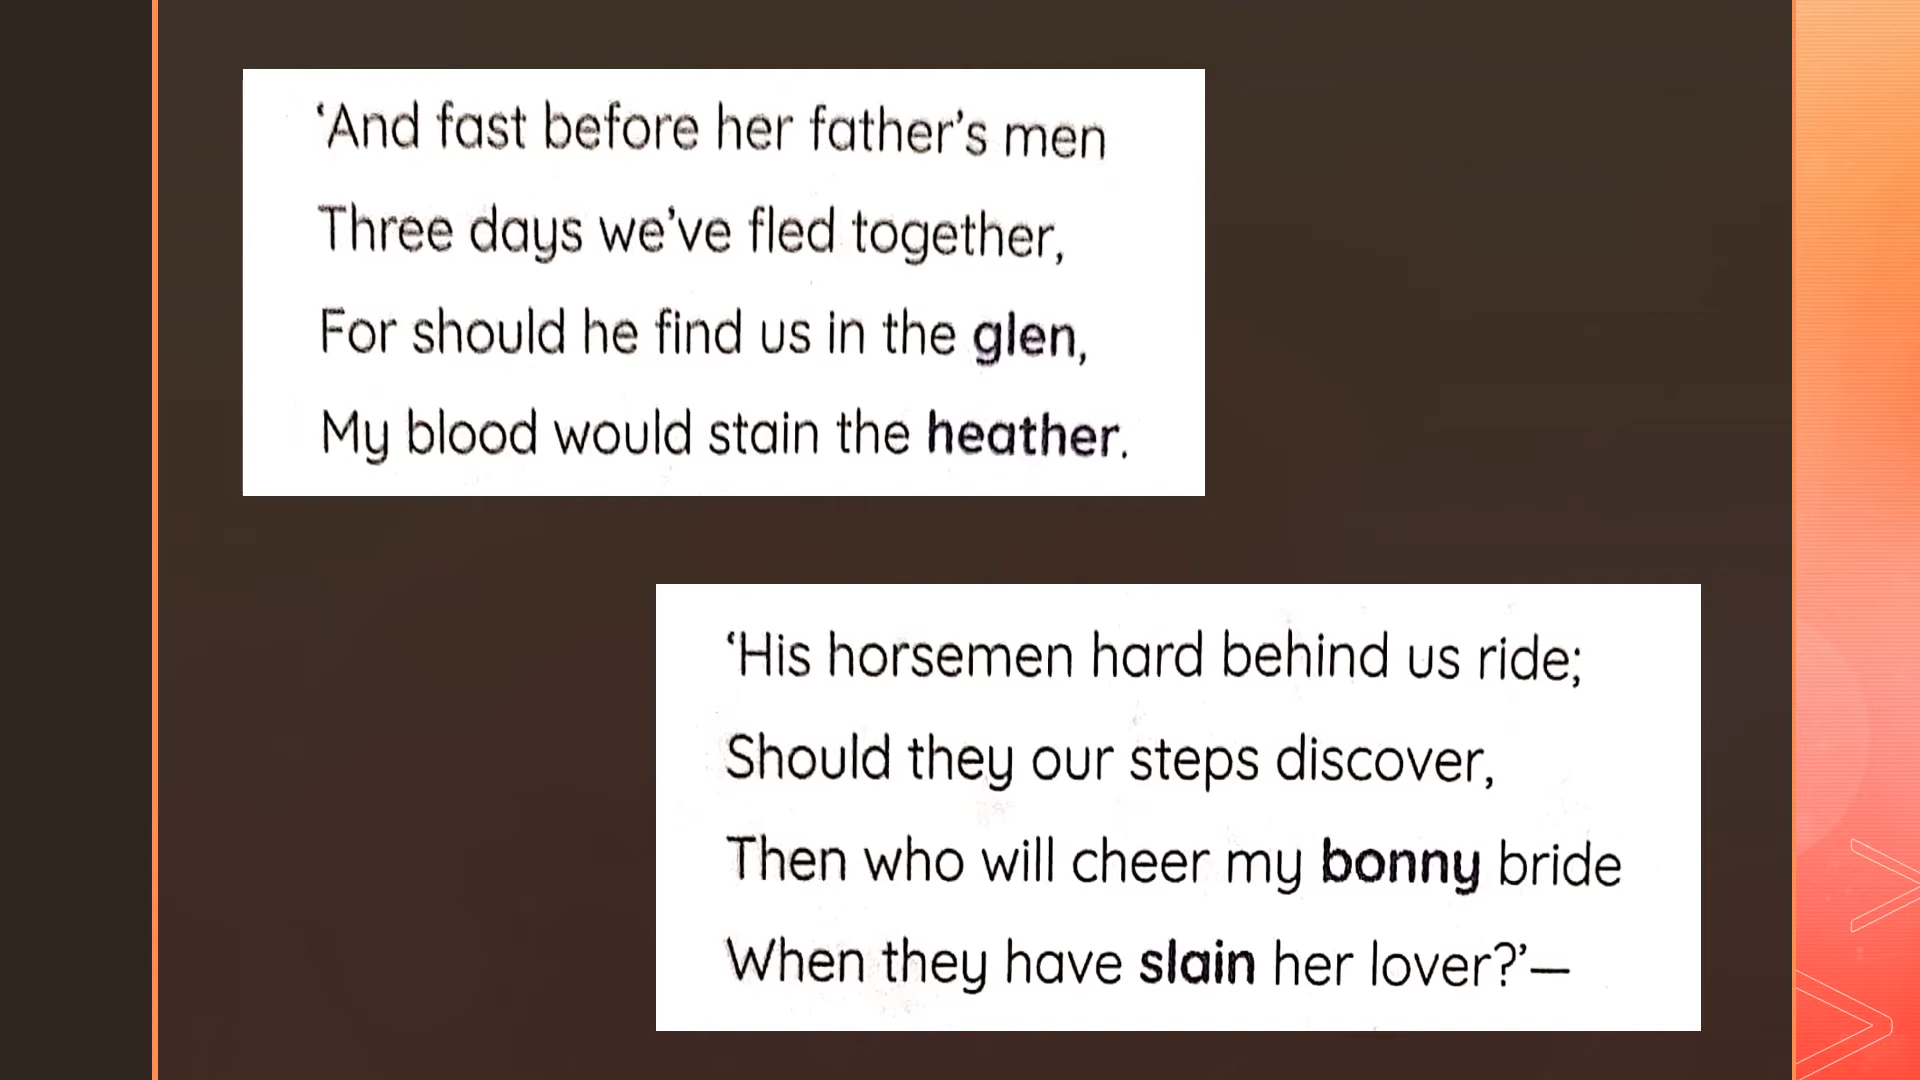 ‘And fast before her father’s men
Three days we’ve fled together,
For should he find us in the glen,
My blood would stain the heather.
‘His horsemen hard behind us ride;
Should they our steps discover,
Then who will cheer my bonny bride
When they have slain her lover?’—